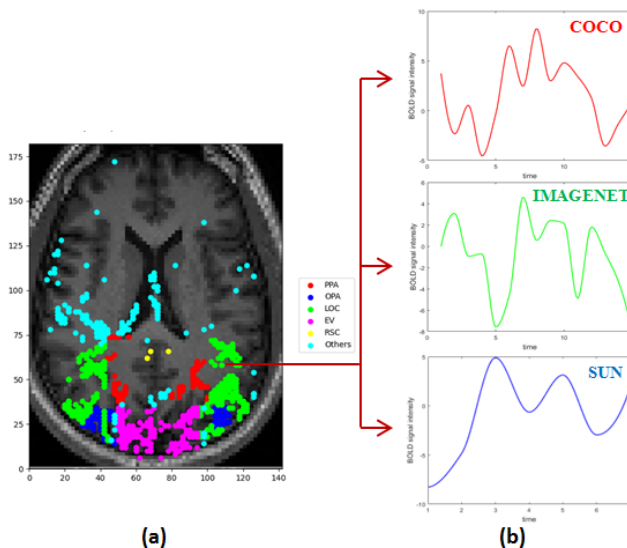 175
150
125
100
75
50
25
0
0 20 40 60 80 100 120 140
PPA
OPA
LOC
EV
RSC
Others
(a)
COCO
10
5
0
-5
0 5 10
BOLD signal intensity
time
IMAGENET
6
4
2
0
-2
-4
-6
-8
0 5 10
BOLD signal intensity
time
SUN
5
0
-5
-10
1 2 3 4 5 6
BOLD signal intensity
time
(b)